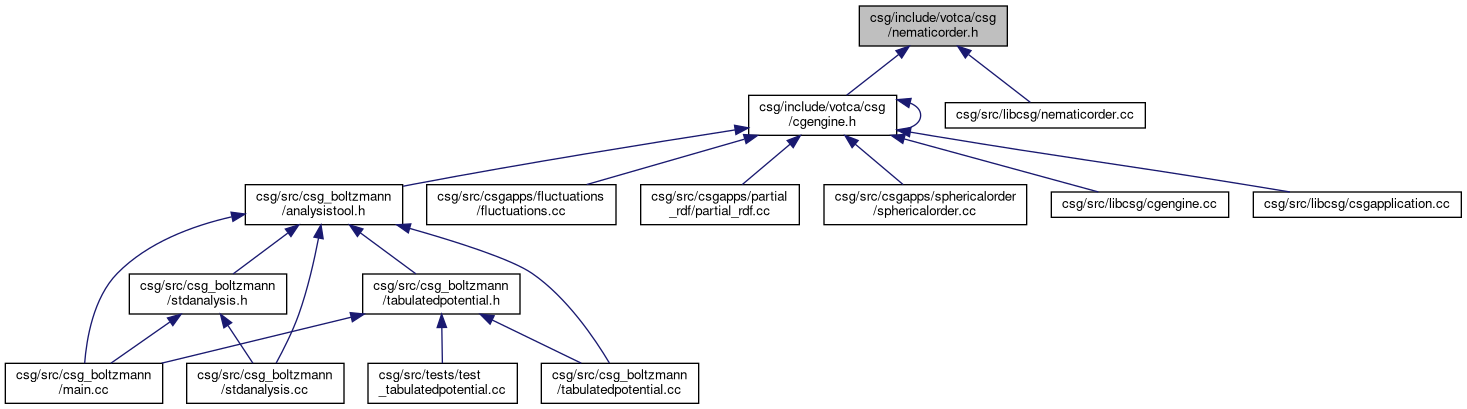 csg/include/votca/csg
/nematicorder.h
csg/include/votca/csg
/cgengine.h
csg/src/libcsg/nematicorder.cc
csg/src/csg_boltzmann
/analysistool.h
csg/src/csgapps/fluctuations
/fluctuations.cc
csg/src/csgapps/partial
_rdf/partial_rdf.cc
csg/src/csgapps/sphericalorder
/sphericalorder.cc
csg/src/libcsg/cgengine.cc
csg/src/libcsg/csgapplication.cc
csg/src/csg_boltzmann
/stdanalysis.h
csg/src/csg_boltzmann
/tabulatedpotential.h
csg/src/csg_boltzmann
/main.cc
csg/src/csg_boltzmann
/stdanalysis.cc
csg/src/tests/test
_tabulatedpotential.cc
csg/src/csg_boltzmann
/tabulatedpotential.cc